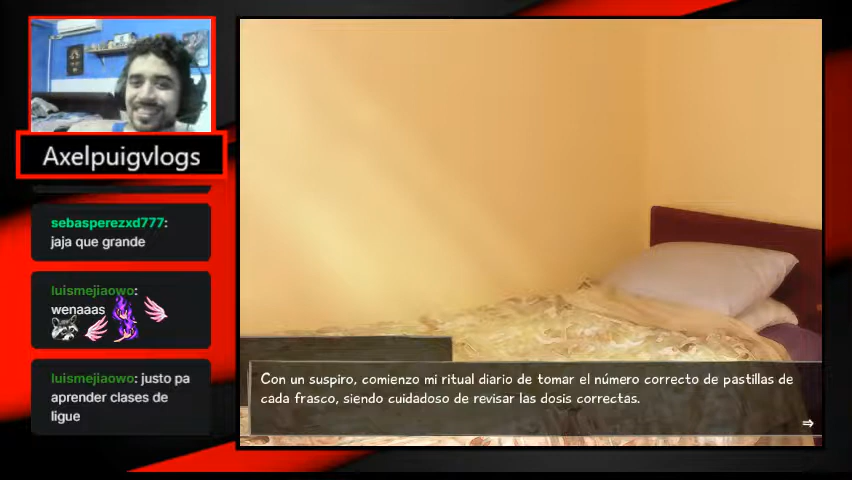 Axelpuigvlogs
sebasperezxd777:
jaja que grande
luismejiaowo:
wenaaas
luismejiaowo: justo pa
aprender clases de
ligue
Con un suspiro, comienzo mi ritual diario de tomar el número correcto de pastillas de
cada frasco, siendo cuidadoso de revisar las dosis correctas.